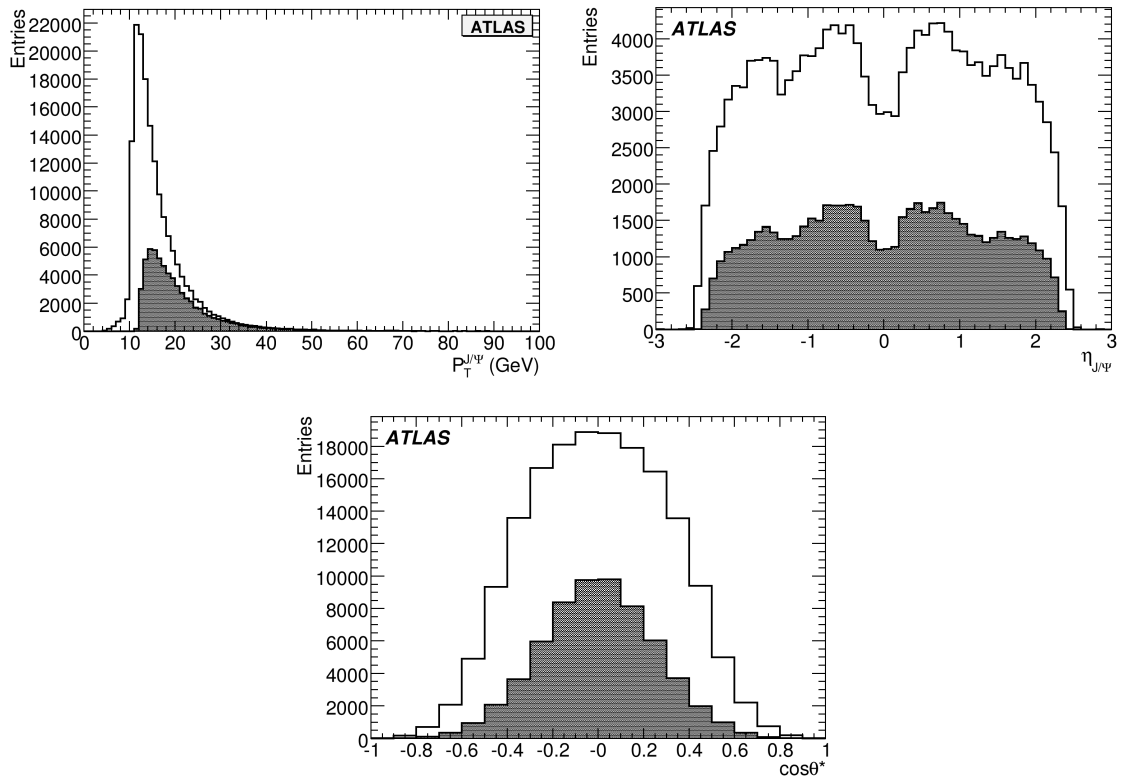 ATLAS
Entries
22000
20000
18000
16000
14000
12000
10000
8000
6000
4000
2000
0
0 10 20 30 40 50 60 70 80 90 100
P_T^{J/Ψ} (GeV)
ATLAS
Entries
4000
3500
3000
2500
2000
1500
1000
500
0
-3 -2 -1 0 1 2 3
η_{J/Ψ}
ATLAS
Entries
18000
16000
14000
12000
10000
8000
6000
4000
2000
0
-1 -0.8 -0.6 -0.4 -0.2 -0 0.2 0.4 0.6 0.8 1
cosθ*